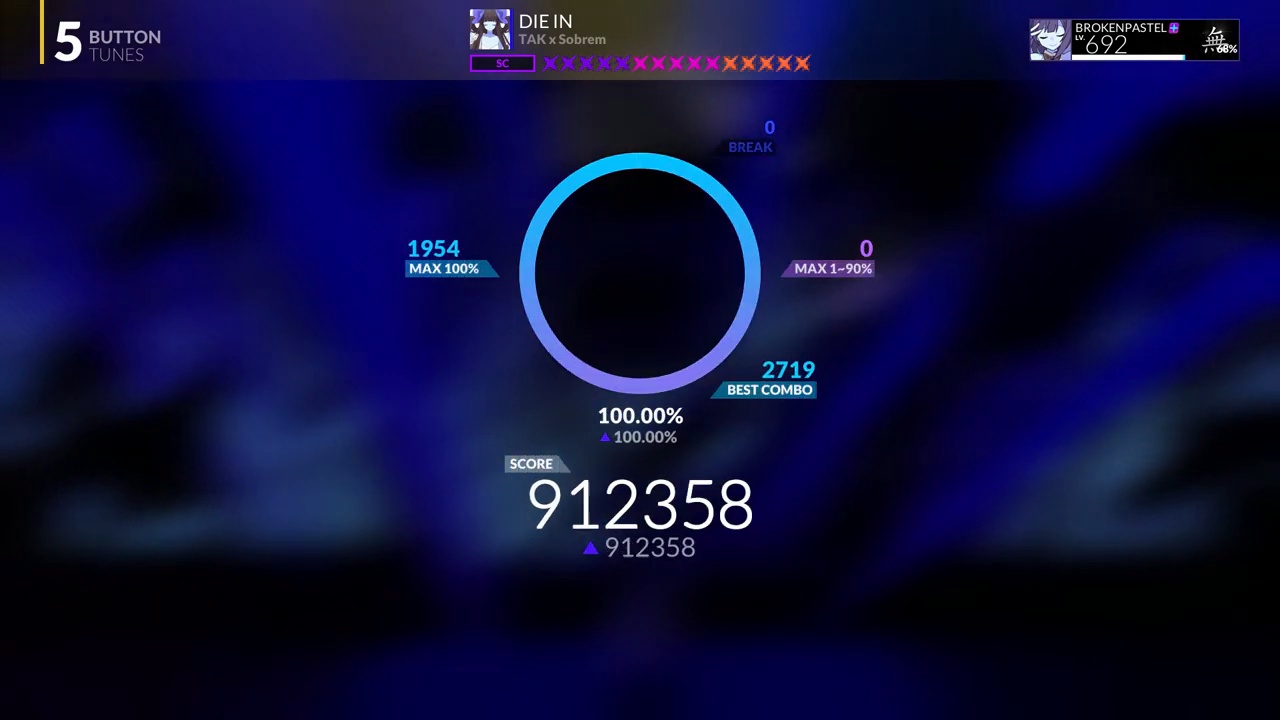 5 BUTTON
TUNES
DIE IN
TAK x Sobrem
SC
BROKENPASTEL
LV. 692
無
68%
0
BREAK
1954
MAX 100%
0
MAX 1~90%
2719
BEST COMBO
100.00%
▲ 100.00%
SCORE
912358
▲ 912358